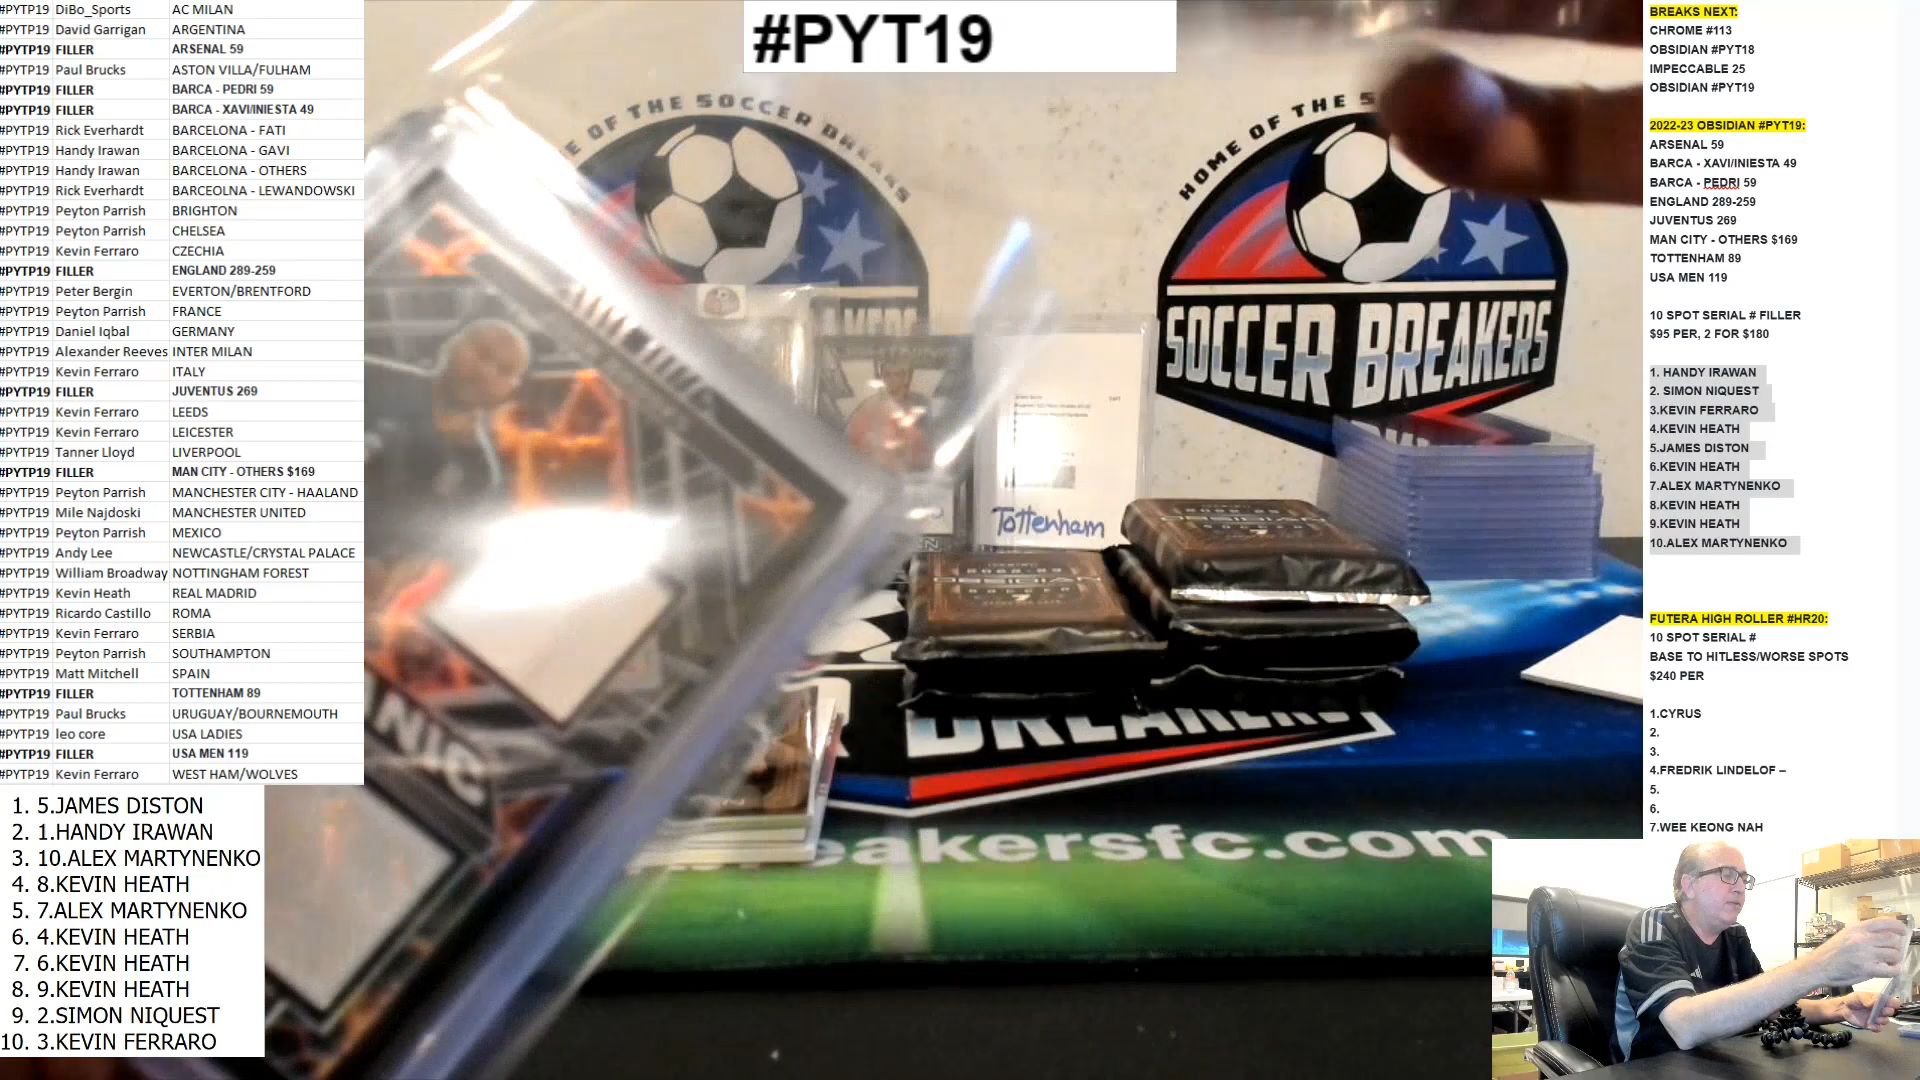 #PYTP19 DiBo_Sports AC MILAN
#PYTP19 David Garrigan ARGENTINA
#PYTP19 FILLER ARSENAL 59
#PYTP19 Paul Brucks ASTON VILLA/FULHAM
#PYTP19 FILLER BARCA - PEDRI 59
#PYTP19 FILLER BARCA - XAVI/INIESTA 49
#PYTP19 Rick Everhardt BARCELONA - FATI
#PYTP19 Handy Irawan BARCELONA - GAVI
#PYTP19 Handy Irawan BARCELONA - OTHERS
#PYTP19 Rick Everhardt BARCEOLNA - LEWANDOWSKI
#PYTP19 Peyton Parrish BRIGHTON
#PYTP19 Peyton Parrish CHELSEA
#PYTP19 Kevin Ferraro CZECHIA
#PYTP19 FILLER ENGLAND 289-259
#PYTP19 Peter Bergin EVERTON/BRENTFORD
#PYTP19 Peyton Parrish FRANCE
#PYTP19 Daniel Iqbal GERMANY
#PYTP19 Alexander Reeves INTER MILAN
#PYTP19 Kevin Ferraro ITALY
#PYTP19 FILLER JUVENTUS 269
#PYTP19 Kevin Ferraro LEEDS
#PYTP19 Kevin Ferraro LEICESTER
#PYTP19 Tanner Lloyd LIVERPOOL
#PYTP19 FILLER MAN CITY - OTHERS $169
#PYTP19 Peyton Parrish MANCHESTER CITY - HAALAND
#PYTP19 Mile Najdoski MANCHESTER UNITED
#PYTP19 Peyton Parrish MEXICO
#PYTP19 Andy Lee NEWCASTLE/CRYSTAL PALACE
#PYTP19 William Broadway NOTTINGHAM FOREST
#PYTP19 Kevin Heath REAL MADRID
#PYTP19 Ricardo Castillo ROMA
#PYTP19 Kevin Ferraro SERBIA
#PYTP19 Peyton Parrish SOUTHAMPTON
#PYTP19 Matt Mitchell SPAIN
#PYTP19 FILLER TOTTENHAM 89
#PYTP19 Paul Brucks URUGUAY/BOURNEMOUTH
#PYTP19 leo core USA LADIES
#PYTP19 FILLER USA MEN 119
#PYTP19 Kevin Ferraro WEST HAM/WOLVES
1. 5.JAMES DISTON
2. 1.HANDY IRAWAN
3. 10.ALEX MARTYNENKO
4. 8.KEVIN HEATH
5. 7.ALEX MARTYNENKO
6. 4.KEVIN HEATH
7. 6.KEVIN HEATH
8. 9.KEVIN HEATH
9. 2.SIMON NIQUEST
10. 3.KEVIN FERRARO
#PYT19
OF THE SOCCER BREAKS
HOME OF THE S
SOCCER BREAKERS
Tottenham
2022-23
OBSIDIAN
SOCCER
BREAKERS
eakersfc.com
BREAKS NEXT:
CHROME #113
OBSIDIAN #PYT18
IMPECCABLE 25
OBSIDIAN #PYT19
2022-23 OBSIDIAN #PYT19:
ARSENAL 59
BARCA - XAVI/INIESTA 49
BARCA - PEDRI 59
ENGLAND 289-259
JUVENTUS 269
MAN CITY - OTHERS $169
TOTTENHAM 89
USA MEN 119
10 SPOT SERIAL # FILLER
$95 PER, 2 FOR $180
1. HANDY IRAWAN
2. SIMON NIQUEST
3.KEVIN FERRARO
4.KEVIN HEATH
5.JAMES DISTON
6.KEVIN HEATH
7.ALEX MARTYNENKO
8.KEVIN HEATH
9.KEVIN HEATH
10.ALEX MARTYNENKO
FUTERA HIGH ROLLER #HR20:
10 SPOT SERIAL #
BASE TO HITLESS/WORSE SPOTS
$240 PER
1.CYRUS
2.
3.
4.FREDRIK LINDELOF –
5.
6.
7.WEE KEONG NAH